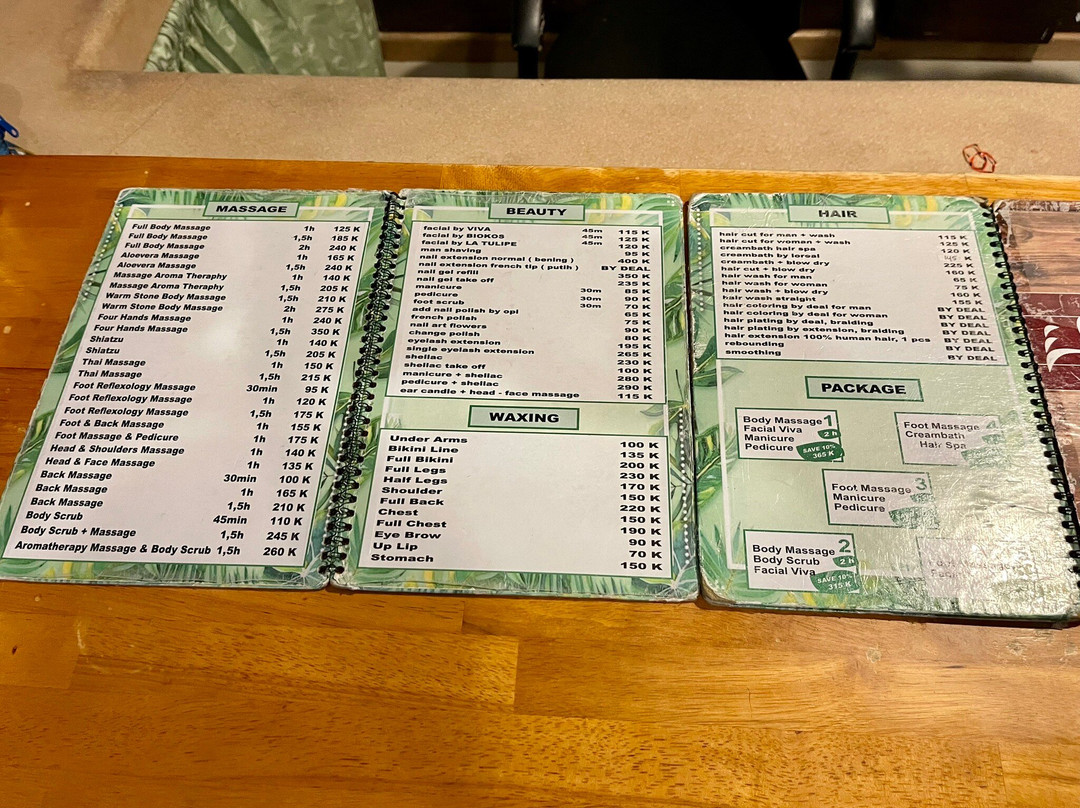 MASSAGE
Full Body Massage 1h 125 K
Full Body Massage 1,5h 185 K
Full Body Massage 2h 240 K
Aloevera Massage 1h 165 K
Aloevera Massage 1,5h 240 K
Massage Aroma Theraphy 1h 140 K
Massage Aroma Theraphy 1,5h 205 K
Warm Stone Body Massage 1,5h 210 K
Warm Stone Body Massage 2h 275 K
Four Hands Massage 1h 240 K
Four Hands Massage 1,5h 350 K
Shiatzu 1h 140 K
Shiatzu 1,5h 205 K
Thai Massage 1h 150 K
Thai Massage 1,5h 215 K
Foot Reflexology Massage 30min 95 K
Foot Reflexology Massage 1h 120 K
Foot Reflexology Massage 1,5h 175 K
Foot & Back Massage 1h 155 K
Foot Massage & Pedicure 1h 175 K
Head & Shoulders Massage 1h 140 K
Head & Face Massage 1h 135 K
Back Massage 30min 100 K
Back Massage 1h 165 K
Back Massage 1,5h 210 K
Body Scrub 45min 110 K
Body Scrub + Massage 1,5h 245 K
Aromatherapy Massage & Body Scrub 1,5h 260 K
BEAUTY
facial by VIVA 45m 115 K
facial by BIOKOS 45m 125 K
facial by LA TULIPE 45m 120 K
man shaving 95 K
nail extension normal ( bening ) 400 K
nail extension french tip ( putih ) BY DEAL
nail gel refill 350 K
nail gel take off 235 K
manicure 30m 85 K
pedicure 30m 90 K
foot scrub 30m 70 K
add nail polish by opi 65 K
french polish 75 K
nail art flowers 90 K
change polish 80 K
eyelash extension 195 K
single eyelash extension 265 K
shellac 230 K
shellac take off 100 K
manicure + shellac 280 K
pedicure + shellac 290 K
ear candle + head - face massage 115 K
WAXING
Under Arms 100 K
Bikini Line 135 K
Full Bikini 200 K
Full Legs 230 K
Half Legs 170 K
Shoulder 150 K
Full Back 220 K
Chest 150 K
Full Chest 190 K
Eye Brow 90 K
Up Lip 70 K
Stomach 150 K
HAIR
hair cut for man + wash 115 K
hair cut for woman + wash 125 K
creambath hair spa 120 K
creambath by loreal K
creambath + blow dry 225 K
hair cut + blow dry 160 K
hair wash for man 65 K
hair wash for woman 75 K
hair wash + blow dry 160 K
hair wash straight 155 K
hair coloring by deal for man BY DEAL
hair coloring by deal for woman BY DEAL
hair plating by deal, braiding BY DEAL
hair plating by extension, braiding BY DEAL
hair extension 100% human hair, 1 pcs BY DEAL
rebounding BY DEAL
smoothing BY DEAL
PACKAGE
Body Massage 1
Facial Viva
Manicure 2 h
Pedicure SAVE 10%
365 K
Foot Massage 4
Creambath
Hair Spa
Foot Massage 3
Manicure
Pedicure
Body Massage 2
Body Scrub 2 h
Facial Viva SAVE 10%
315 K